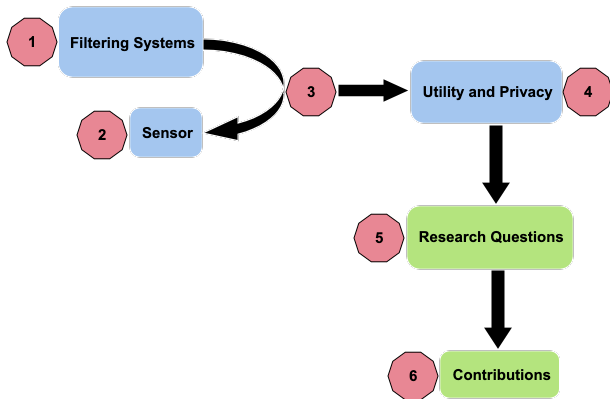 1
Filtering Systems
2
Sensor
3
Utility and Privacy
4
5
Research Questions
6
Contributions